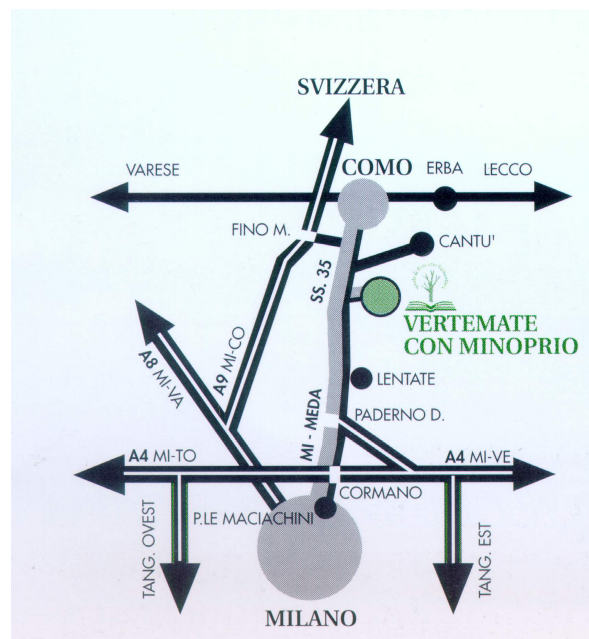 SVIZZERA
VARESE
COMO
ERBA
LECCO
FINO M.
CANTU'
SS. 35
VERTEMATE
CON MINOPRIO
A9 MI-CO
A8 MI-VA
LENTATE
MI - MEDA
PADERNO D.
A4 MI-TO
A4 MI-VE
CORMANO
P.LE MACIACHINI
TANG. OVEST
TANG. EST
MILANO